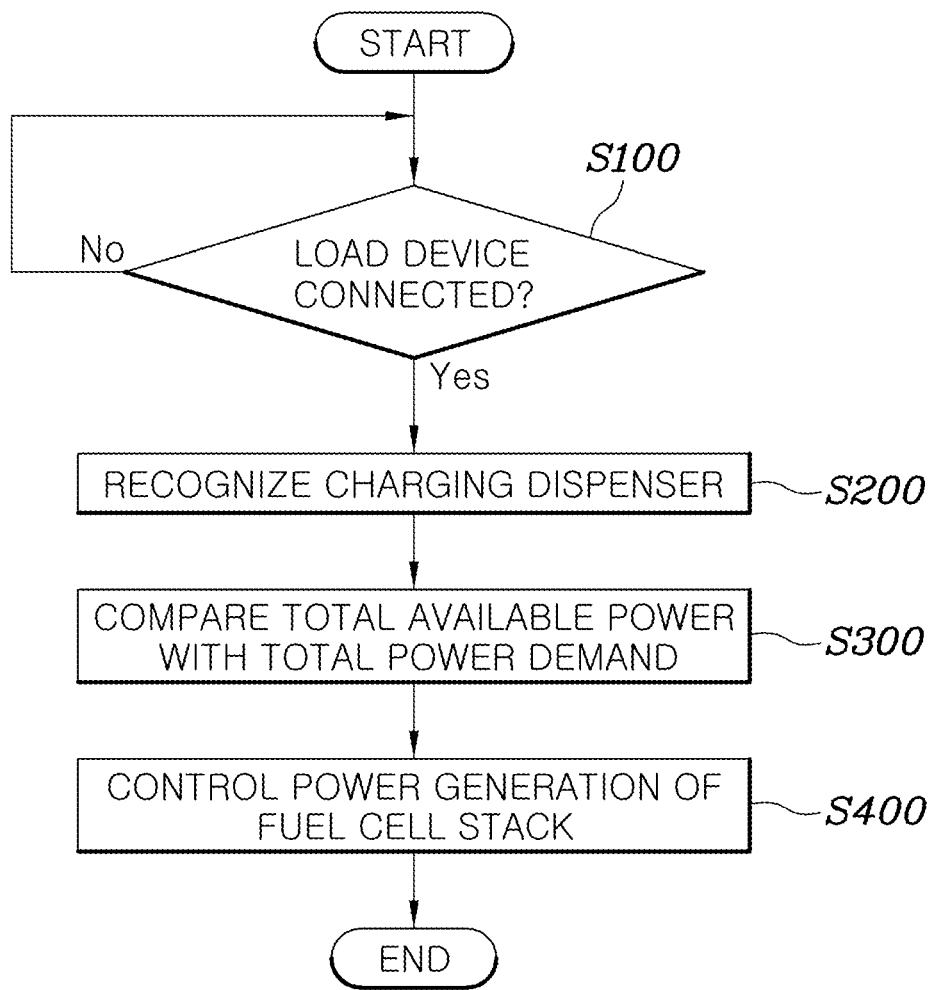 START
S100
No
LOAD DEVICE
CONNECTED?
Yes
RECOGNIZE CHARGING DISPENSER
S200
COMPARE TOTAL AVAILABLE POWER
WITH TOTAL POWER DEMAND
S300
CONTROL POWER GENERATION OF
FUEL CELL STACK
S400
END